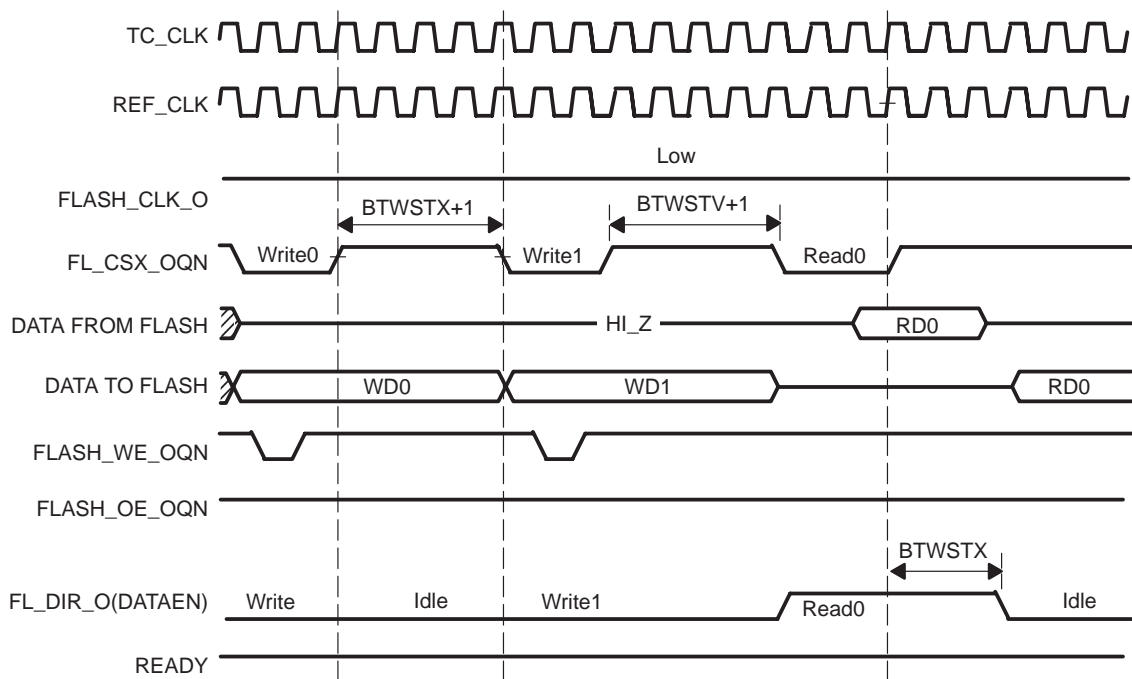 TC_CLK
REF_CLK
Low
FLASH_CLK_O
BTWSTX+1 BTWSTV+1
FL_CSX_OQN Write0 Write1 Read0
DATA FROM FLASH HI_Z RD0
DATA TO FLASH WD0 WD1 RD0
FLASH_WE_OQN
FLASH_OE_OQN
BTWSTX
FL_DIR_O(DATAEN) Write Idle Write1 Read0 Idle
READY